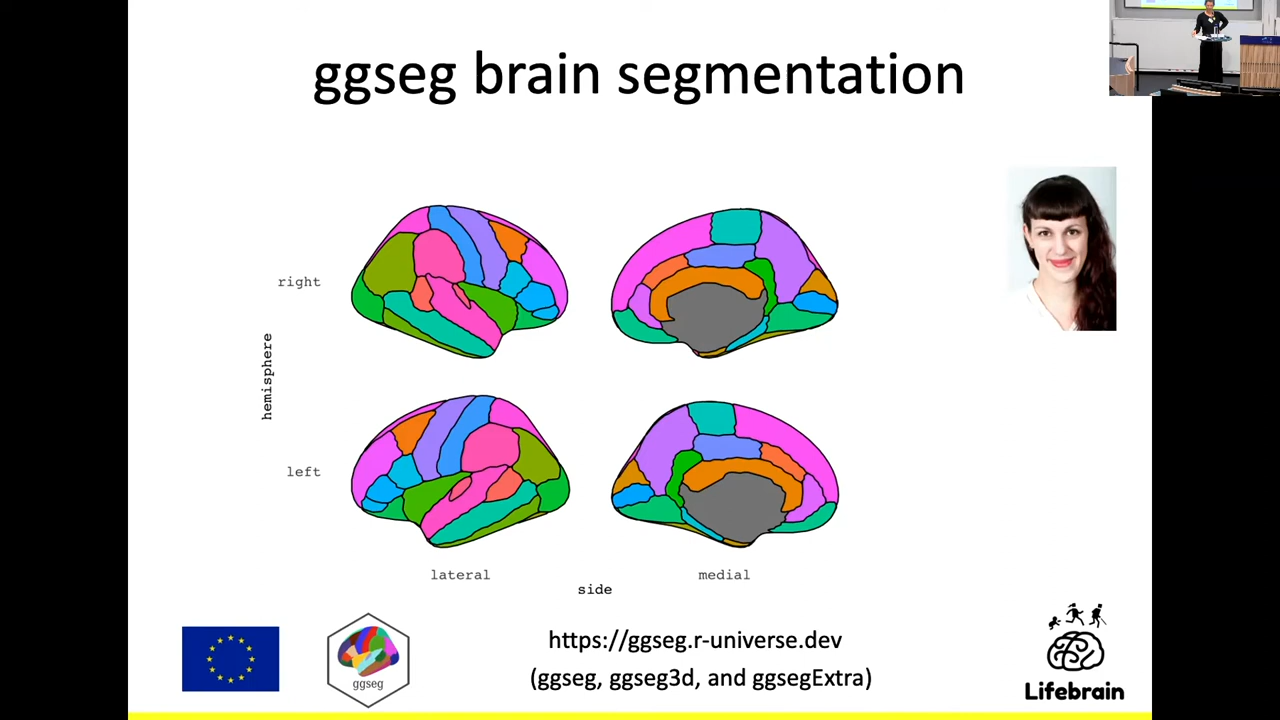 ggseg brain segmentation
right
hemisphere
left
lateral
medial
side
https://ggseg.r-universe.dev
(ggseg, ggseg3d, and ggsegExtra)
ggseg
Lifebrain